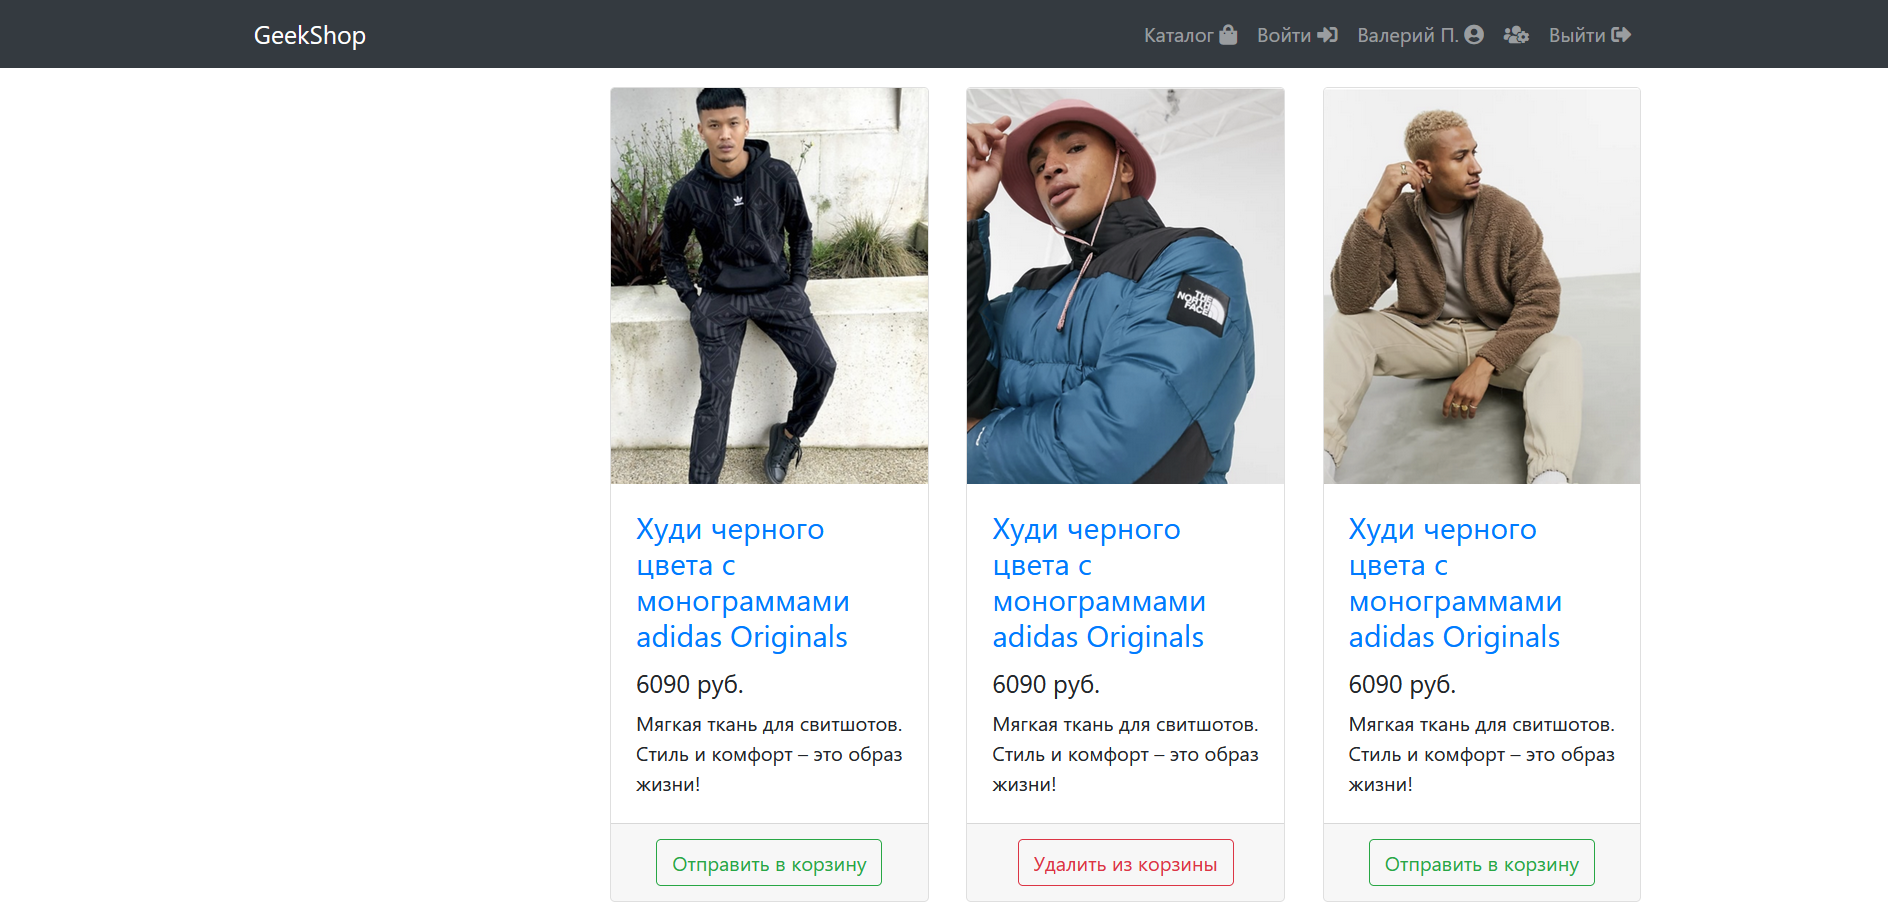 GeekShop
Каталог Войти Валерий П. Выйти
THE
NORTH
FACE
Худи черного
цвета с
монограммами
adidas Originals
6090 руб.
Мягкая ткань для свитшотов.
Стиль и комфорт – это образ
жизни!
Отправить в корзину
Худи черного
цвета с
монограммами
adidas Originals
6090 руб.
Мягкая ткань для свитшотов.
Стиль и комфорт – это образ
жизни!
Удалить из корзины
Худи черного
цвета с
монограммами
adidas Originals
6090 руб.
Мягкая ткань для свитшотов.
Стиль и комфорт – это образ
жизни!
Отправить в корзину